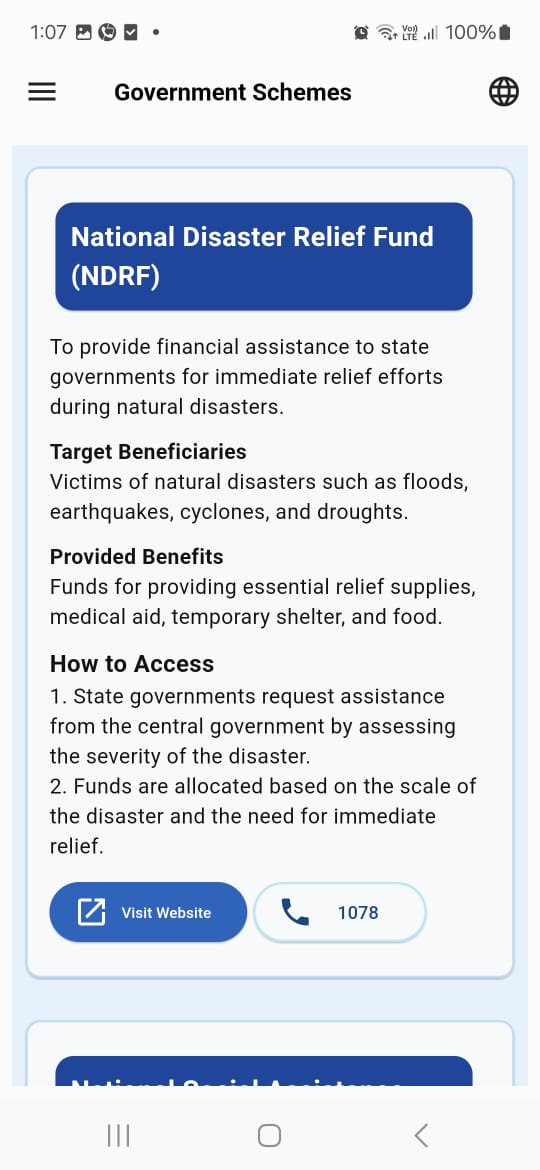 1:07
Vo)) LTE 100%
Government Schemes
National Disaster Relief Fund
(NDRF)
To provide financial assistance to state
governments for immediate relief efforts
during natural disasters.
Target Beneficiaries
Victims of natural disasters such as floods,
earthquakes, cyclones, and droughts.
Provided Benefits
Funds for providing essential relief supplies,
medical aid, temporary shelter, and food.
How to Access
1. State governments request assistance
from the central government by assessing
the severity of the disaster.
2. Funds are allocated based on the scale of
the disaster and the need for immediate
relief.
Visit Website
1078
National Social Assistance